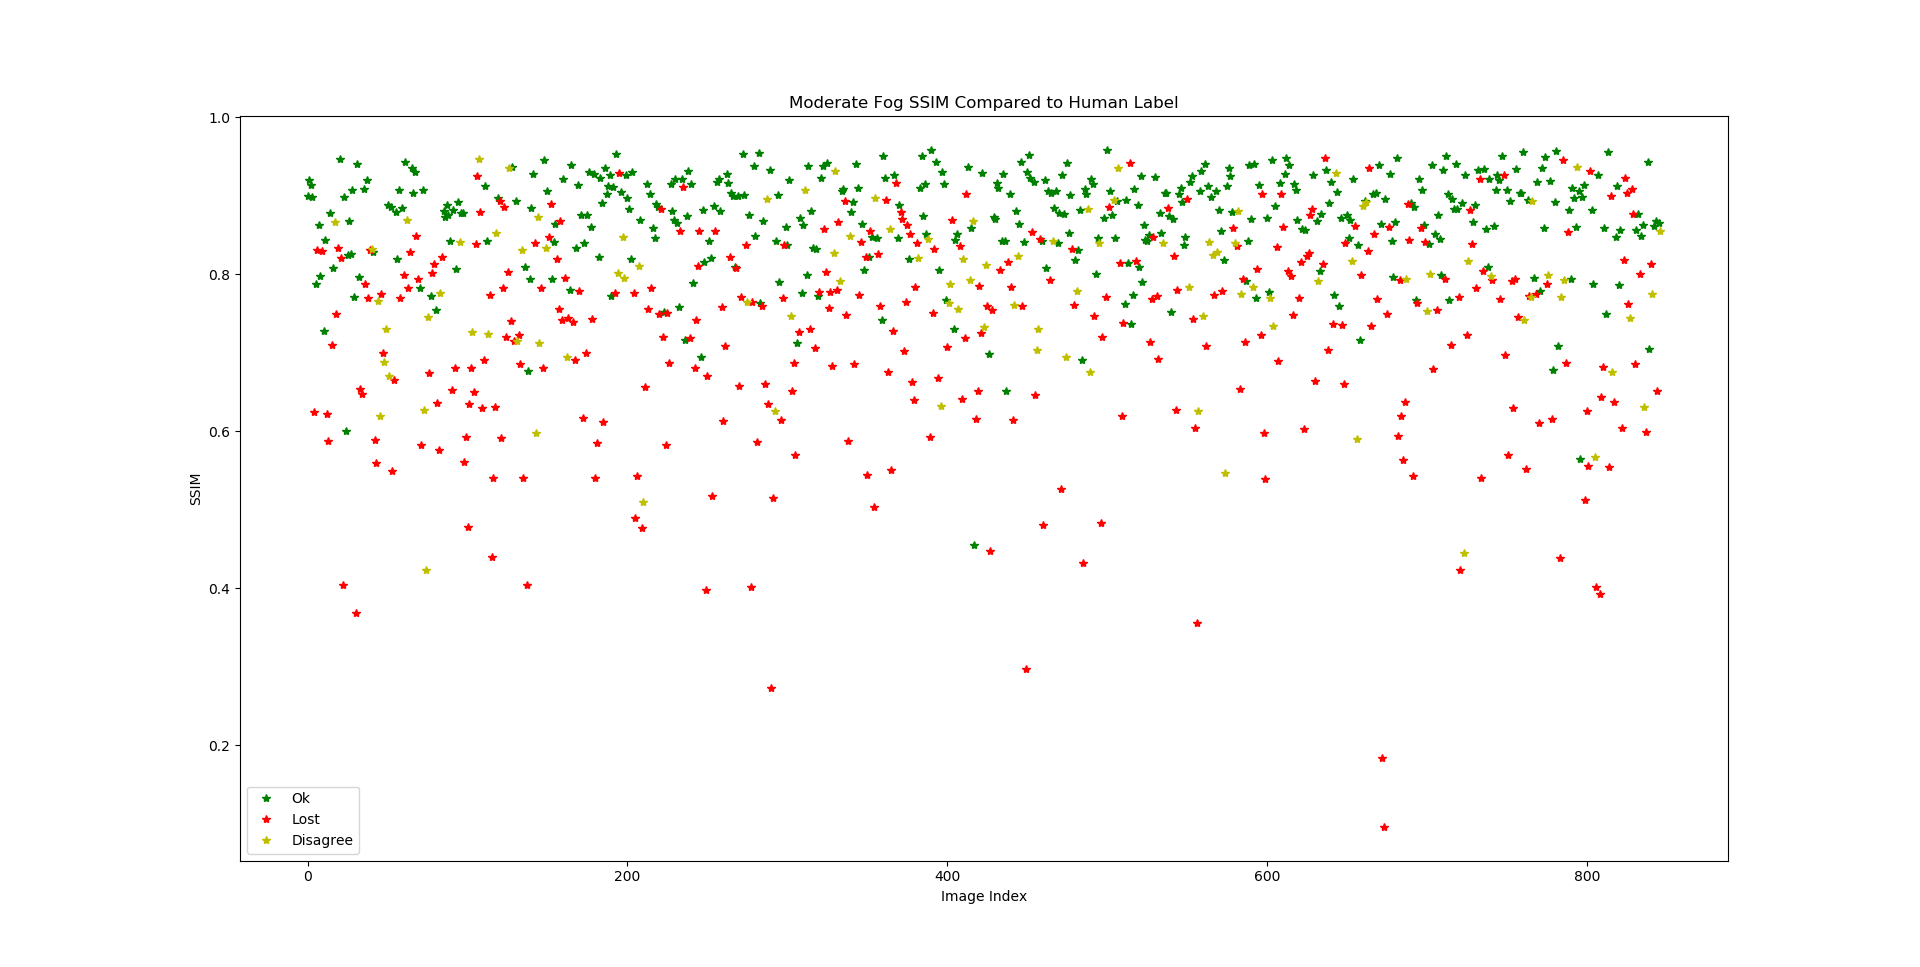 Moderate Fog SSIM Compared to Human Label
1.0
0.8
0.6
0.4
0.2
SSIM
Ok
Lost
Disagree
0 200 400 600 800
Image Index